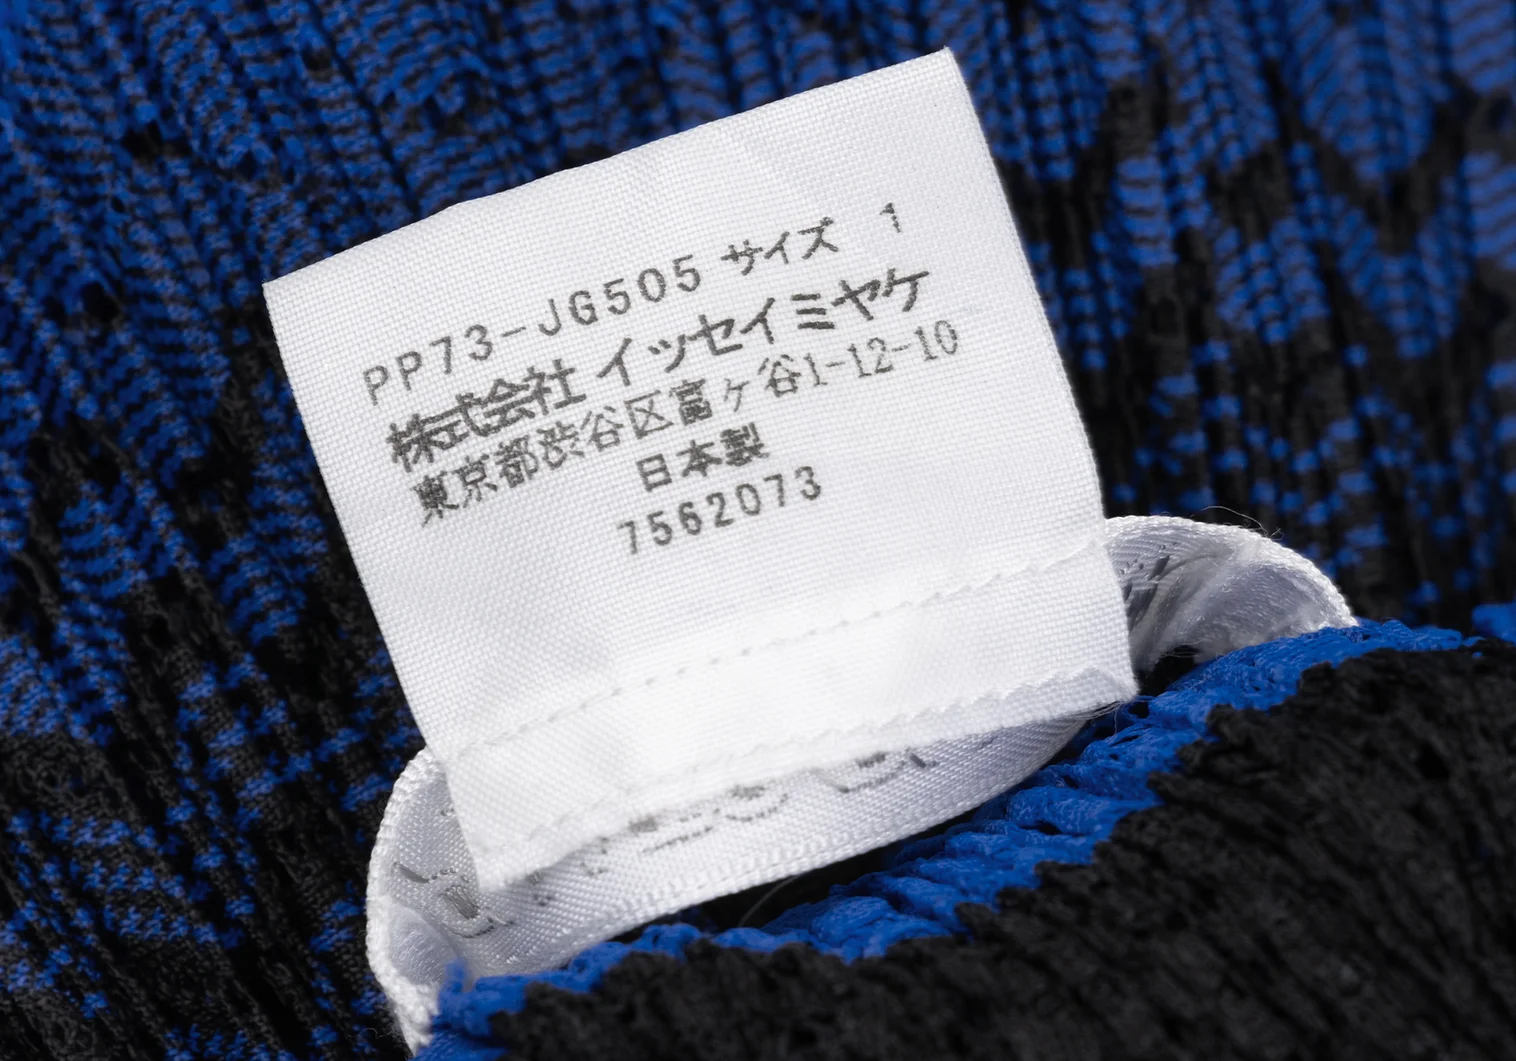 PP73-JG505 サイズ 1
株式会社 イッセイミヤケ
東京都渋谷区富ヶ谷1-12-10
日本製
7562073